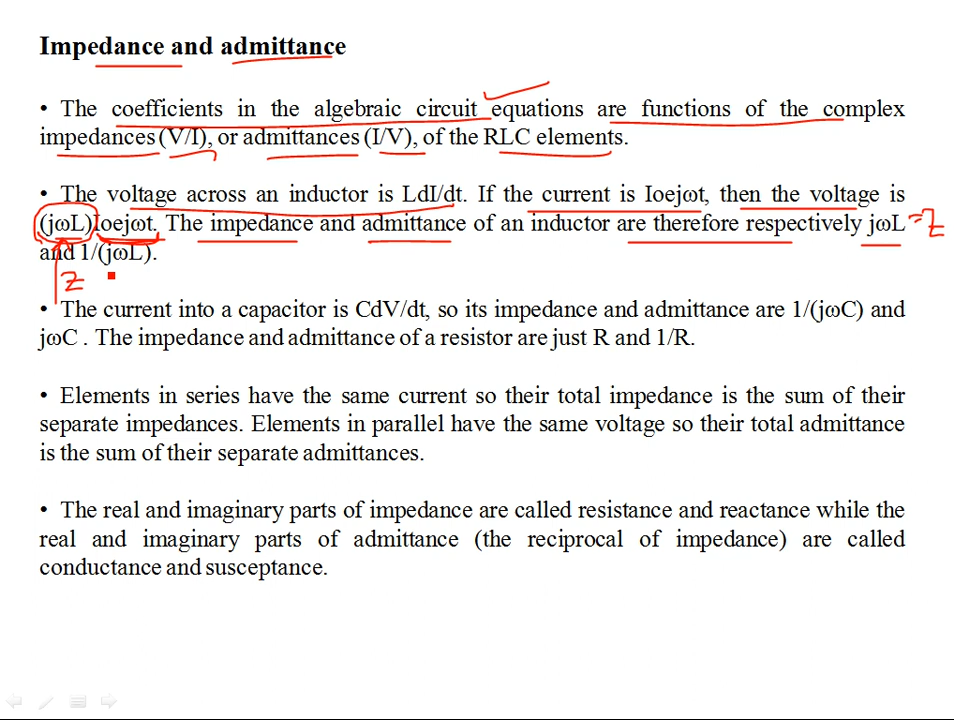 Impedance and admittance
• The coefficients in the algebraic circuit equations are functions of the complex
impedances (V/I), or admittances (I/V), of the RLC elements.
• The voltage across an inductor is LdI/dt. If the current is Ioejωt, then the voltage is
(jωL)Ioejωt. The impedance and admittance of an inductor are therefore respectively jωL =Z
and 1/(jωL).
Z
• The current into a capacitor is CdV/dt, so its impedance and admittance are 1/(jωC) and
jωC . The impedance and admittance of a resistor are just R and 1/R.
• Elements in series have the same current so their total impedance is the sum of their
separate impedances. Elements in parallel have the same voltage so their total admittance
is the sum of their separate admittances.
• The real and imaginary parts of impedance are called resistance and reactance while the
real and imaginary parts of admittance (the reciprocal of impedance) are called
conductance and susceptance.